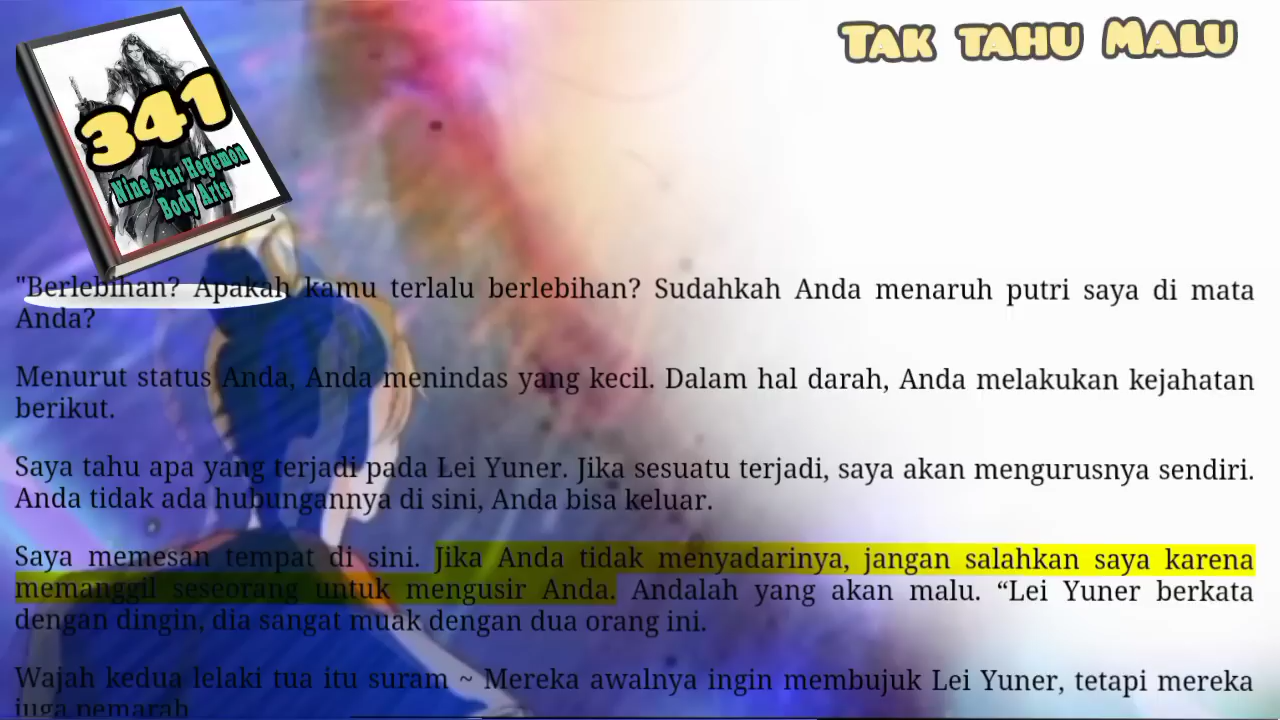 Tak tahu Malu
341
Nine Star Hegemon
Body Arts
"Berlebihan? Apakah kamu terlalu berlebihan? Sudahkah Anda menaruh putri saya di mata
Anda?
Menurut status Anda, Anda menindas yang kecil. Dalam hal darah, Anda melakukan kejahatan
berikut.
Saya tahu apa yang terjadi pada Lei Yuner. Jika sesuatu terjadi, saya akan mengurusnya sendiri.
Anda tidak ada hubungannya di sini, Anda bisa keluar.
Saya memesan tempat di sini. Jika Anda tidak menyadarinya, jangan salahkan saya karena
memanggil seseorang untuk mengusir Anda. Andalah yang akan malu. “Lei Yuner berkata
dengan dingin, dia sangat muak dengan dua orang ini.
Wajah kedua lelaki tua itu suram ~ Mereka awalnya ingin membujuk Lei Yuner, tetapi mereka
juga pemarah